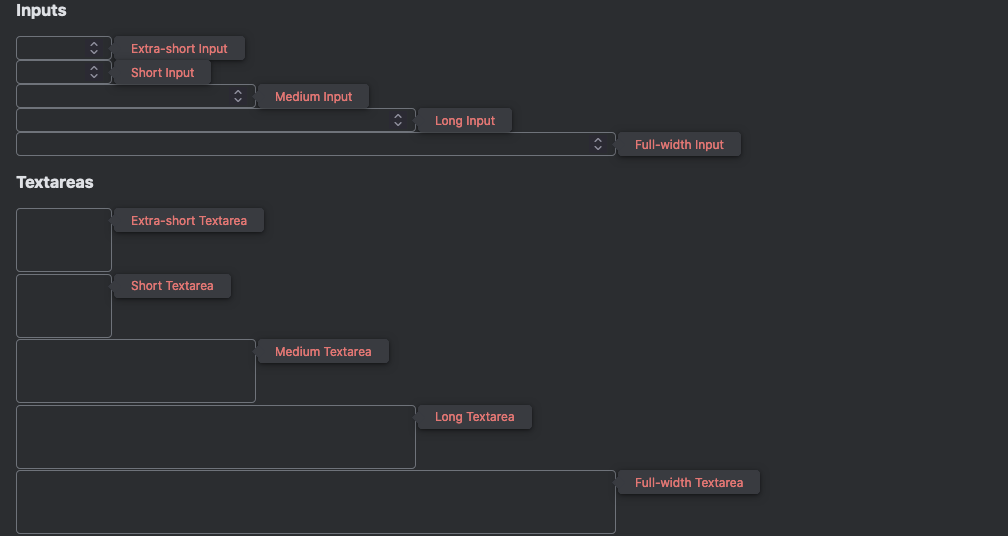 Inputs
Extra-short Input
Short Input
Medium Input
Long Input
Full-width Input
Textareas
Extra-short Textarea
Short Textarea
Medium Textarea
Long Textarea
Full-width Textarea